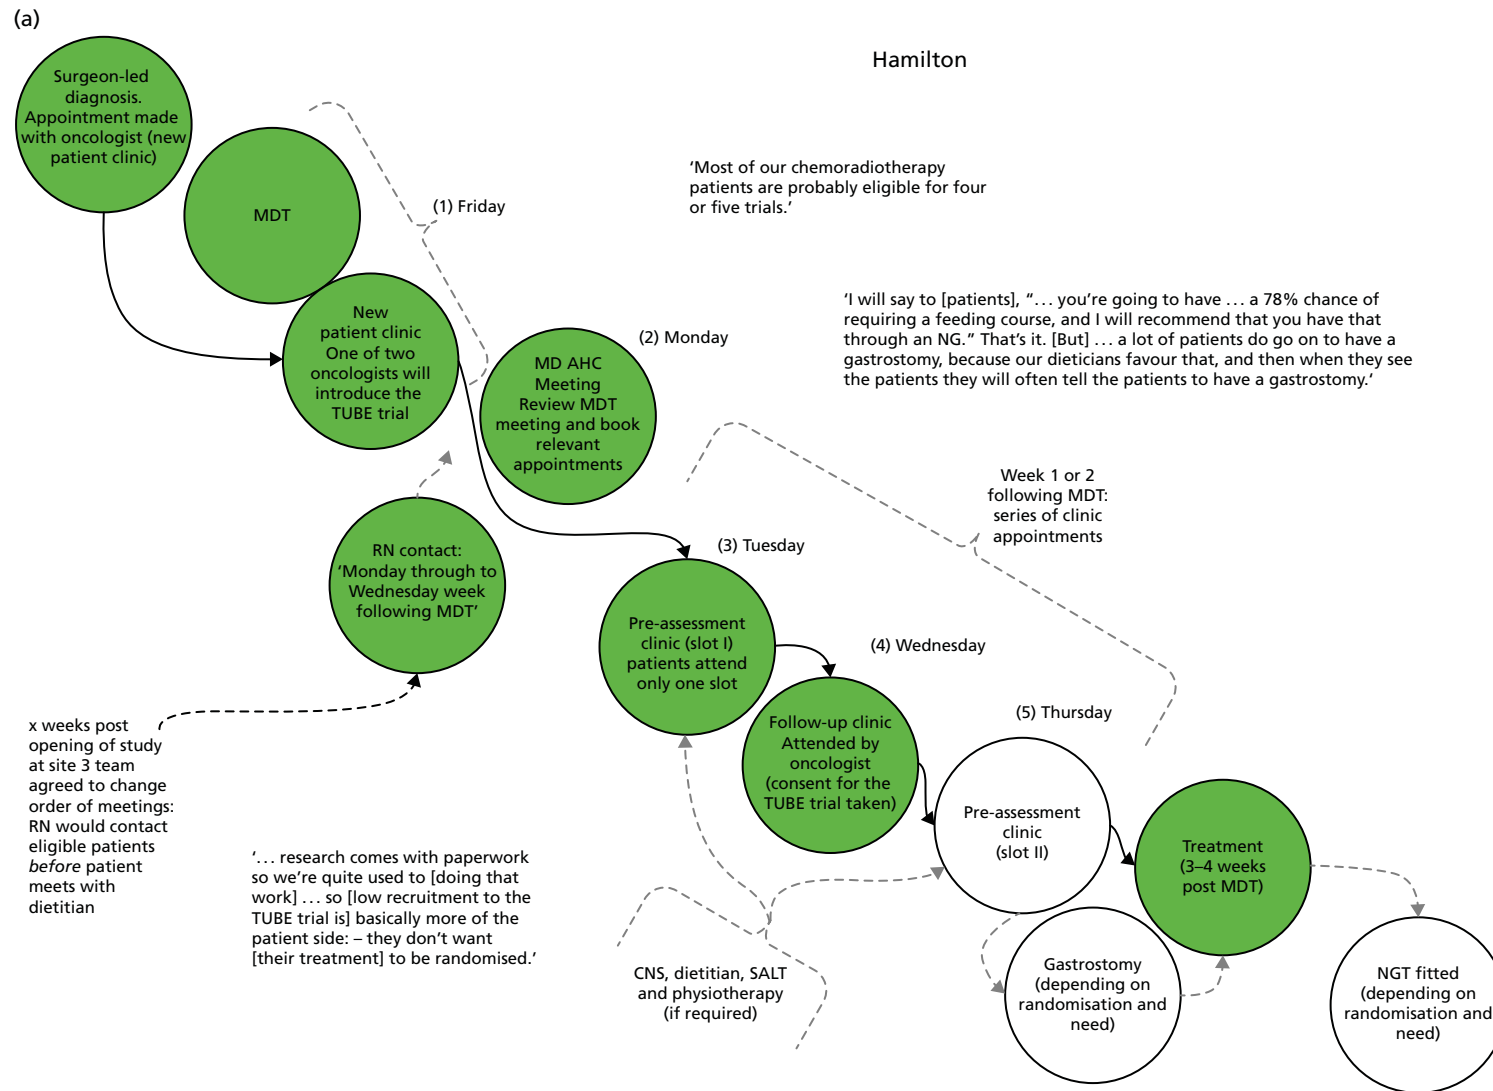 (a)
Hamilton
Surgeon-led
diagnosis.
Appointment made
with oncologist (new
patient clinic)
MDT
(1) Friday
‘Most of our chemoradiotherapy
patients are probably eligible for four
or five trials.’
New
patient clinic
One of two
oncologists will
introduce the
TUBE trial
(2) Monday
MD AHC
Meeting
Review MDT
meeting and book
relevant
appointments
‘I will say to [patients], “… you’re going to have … a 78% chance of
requiring a feeding course, and I will recommend that you have that
through an NG.” That’s it. [But] … a lot of patients do go on to have a
gastrostomy, because our dieticians favour that, and then when they see
the patients they will often tell the patients to have a gastrostomy.’
Week 1 or 2
following MDT:
series of clinic
appointments
RN contact:
‘Monday through to
Wednesday week
following MDT’
(3) Tuesday
Pre-assessment
clinic (slot I)
patients attend
only one slot
(4) Wednesday
Follow-up clinic
Attended by
oncologist
(consent for the
TUBE trial taken)
(5) Thursday
Pre-assessment
clinic
(slot II)
Treatment
(3–4 weeks
post MDT)
x weeks post
opening of study
at site 3 team
agreed to change
order of meetings:
RN would contact
eligible patients
before patient
meets with
dietitian
‘… research comes with paperwork
so we’re quite used to [doing that
work] … so [low recruitment to the
TUBE trial is] basically more of the
patient side: – they don’t want
[their treatment] to be randomised.’
CNS, dietitian, SALT
and physiotherapy
(if required)
Gastrostomy
(depending on
randomisation and
need)
NGT fitted
(depending on
randomisation and
need)